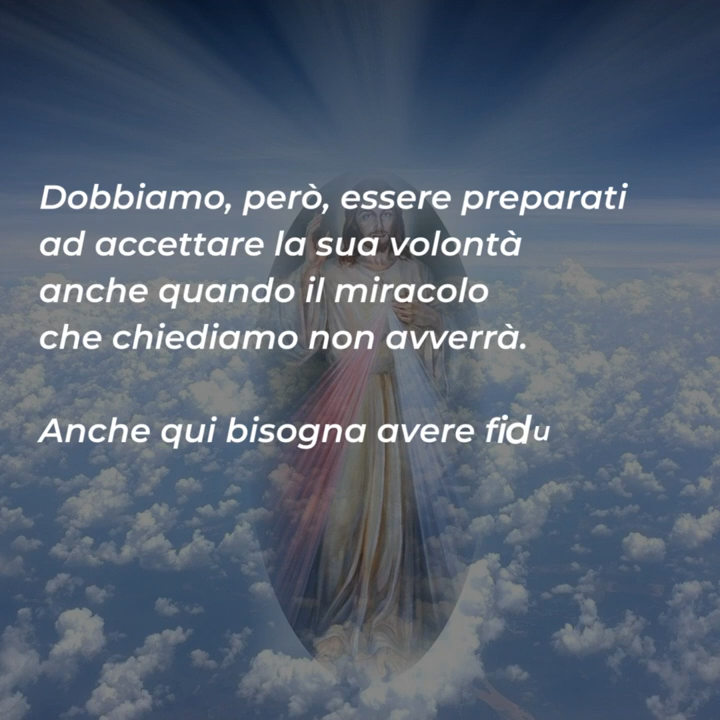 Dobbiamo, però, essere preparati
ad accettare la sua volontà
anche quando il miracolo
che chiediamo non avverrà.
Anche qui bisogna avere fidu